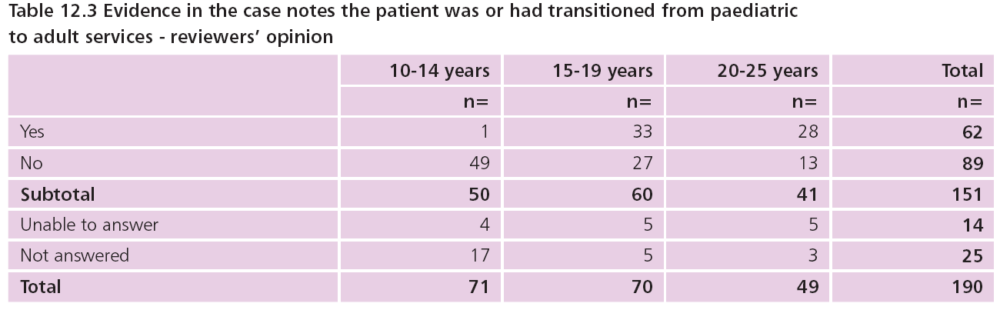 Table 12.3 Evidence in the case notes the patient was or had transitioned from paediatric
to adult services - reviewers’ opinion
10-14 years 15-19 years 20-25 years Total
n= n= n= n=
Yes 1 33 28 62
No 49 27 13 89
Subtotal 50 60 41 151
Unable to answer 4 5 5 14
Not answered 17 5 3 25
Total 71 70 49 190